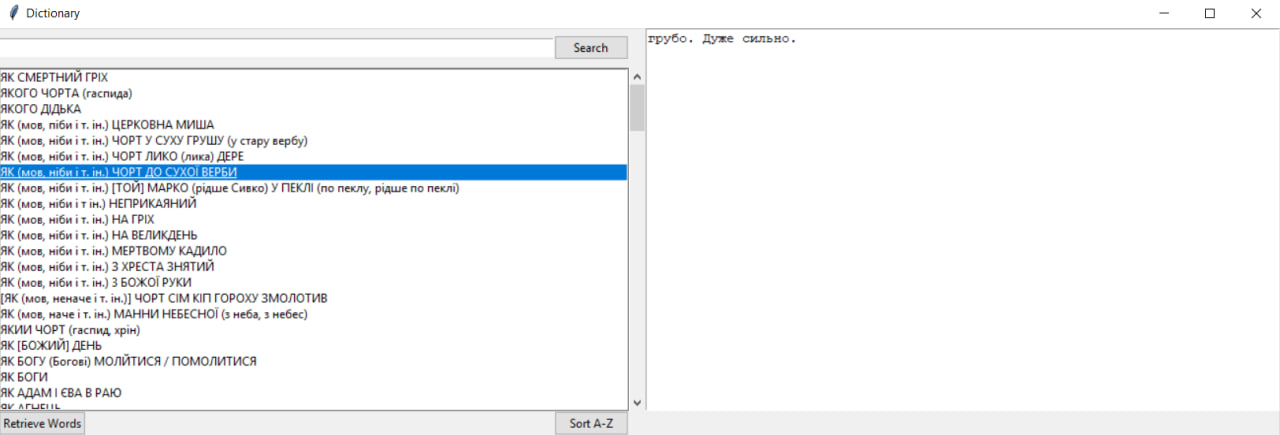 Dictionary
Search
ЯК СМЕРТНИЙ ГРІХ
ЯКОГО ЧОРТА (гаспида)
ЯКОГО ДІДЬКА
ЯК (мов, піби і т. ін.) ЦЕРКОВНА МИША
ЯК (мов, ніби і т. ін.) ЧОРТ У СУХУ ГРУШУ (у стару вербу)
ЯК (мов, ніби і т. ін.) ЧОРТ ЛИКО (лика) ДЕРЕ
ЯК (мов, ніби і т. ін.) ЧОРТ ДО СУХОЇ ВЕРБИ
ЯК (мов, ніби і т. ін.) [ТОЙ] МАРКО (рідше Сивко) У ПЕКЛІ (по пеклу, рідше по пеклі)
ЯК (мов, ніби і т ін.) НЕПРИКАЯНИЙ
ЯК (мов, ніби і т. ін.) НА ГРІХ
ЯК (мов, ніби і т. ін.) НА ВЕЛИКДЕНЬ
ЯК (мов, ніби і т. ін.) МЕРТВОМУ КАДИЛО
ЯК (мов, ніби і т. ін.) З ХРЕСТА ЗНЯТИЙ
ЯК (мов, ніби і т. ін.) З БОЖОЇ РУКИ
[ЯК (мов, неначе і т. ін.)] ЧОРТ СІМ КІП ГОРОХУ ЗМОЛОТИВ
ЯК (мов, наче і т. ін.) МАННИ НЕБЕСНОЇ (з неба, з небес)
ЯКИИ ЧОРТ (гаспид, хрін)
ЯК [БОЖИЙ] ДЕНЬ
ЯК БОГУ (Богові) МОЛЙТИСЯ / ПОМОЛИТИСЯ
ЯК БОГИ
ЯК АДАМ І ЄВА В РАЮ
ЯК АГНЕЦЬ
Retrieve Words
Sort A-Z
грубо. Дуже сильно.